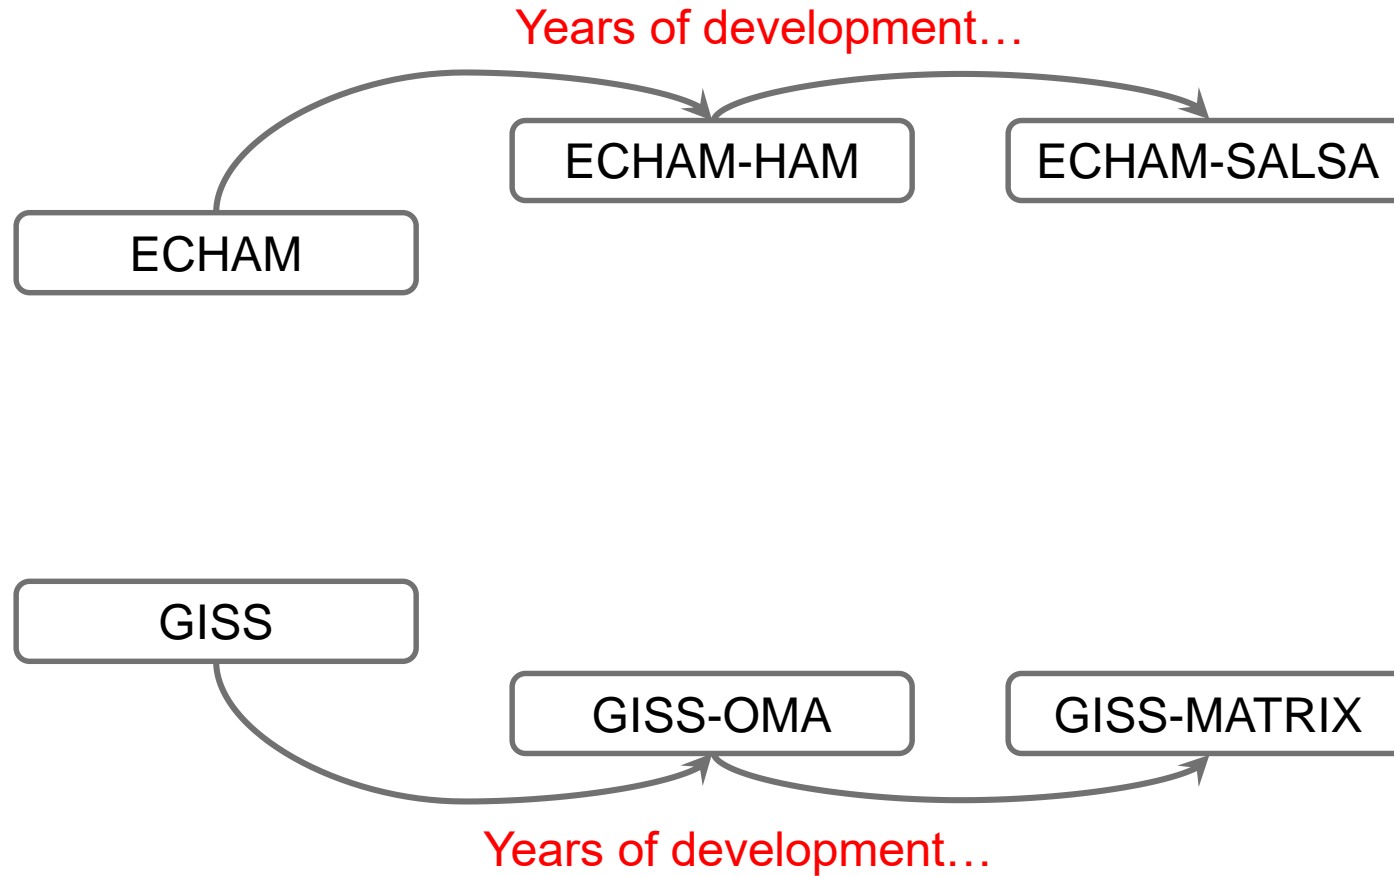 Years of development…
ECHAM-HAM
ECHAM-SALSA
ECHAM
GISS
GISS-OMA
GISS-MATRIX
Years of development…